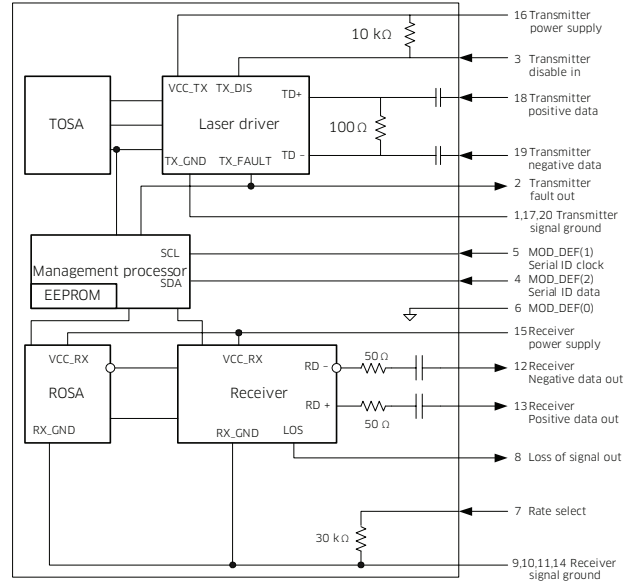 16 Transmitter
power supply
10 kΩ
3 Transmitter
disable in
VCC_TX TX_DIS
TD+
18 Transmitter
positive data
TOSA
Laser driver
100 Ω
TD -
19 Transmitter
negative data
TX_GND TX_FAULT
2 Transmitter
fault out
1,17,20 Transmitter
signal ground
SCL
5 MOD_DEF(1)
Serial ID clock
Management processor
SDA
4 MOD_DEF(2)
Serial ID data
EEPROM
6 MOD_DEF(0)
15 Receiver
power supply
VCC_RX
VCC_RX
50 Ω
RD -
12 Receiver
Negative data out
ROSA
Receiver
RD +
13 Receiver
Positive data out
50 Ω
RX_GND
RX_GND
LOS
8 Loss of signal out
7 Rate select
30 kΩ
9,10,11,14 Receiver
signal ground